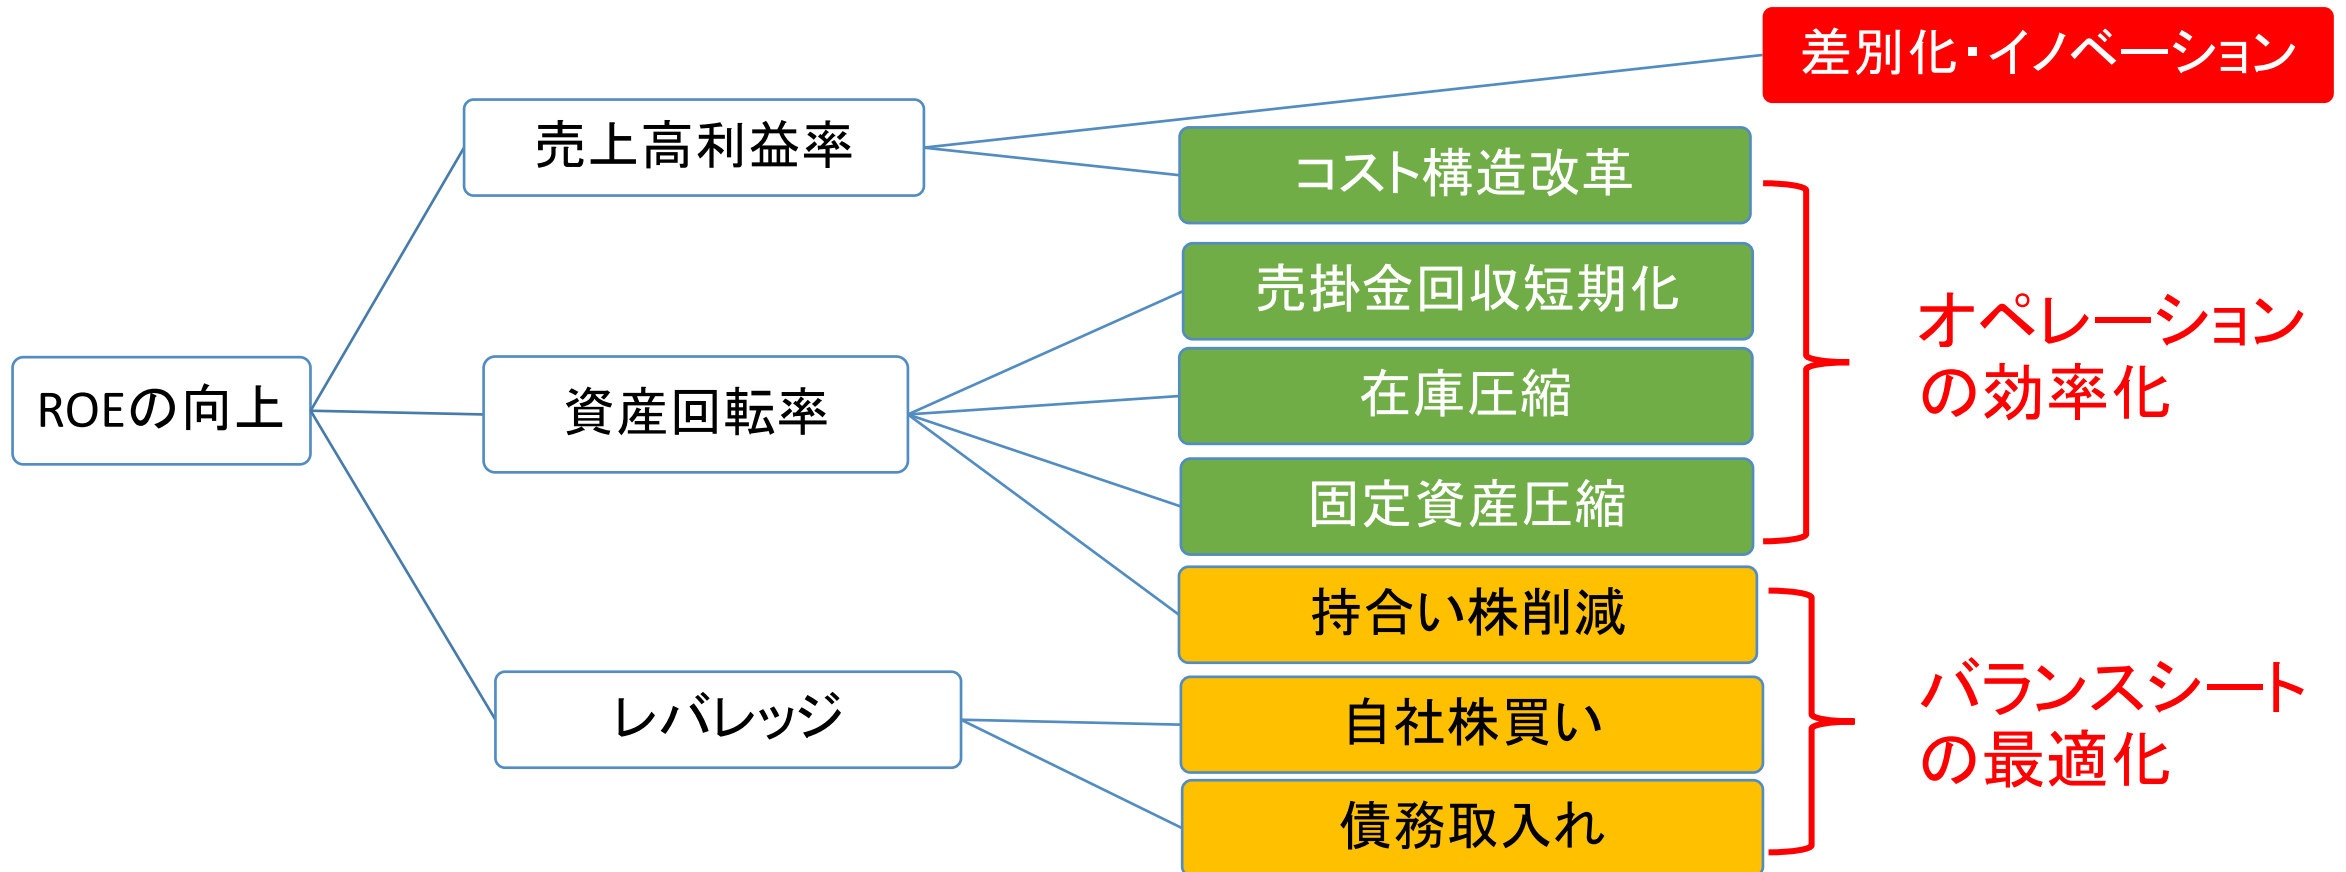 差別化・イノベーション
売上高利益率
コスト構造改革
売掛金回収短期化
オペレーション
の効率化
ROEの向上
資産回転率
在庫圧縮
固定資産圧縮
持合い株削減
レバレッジ
自社株買い
バランスシート
の最適化
債務取入れ